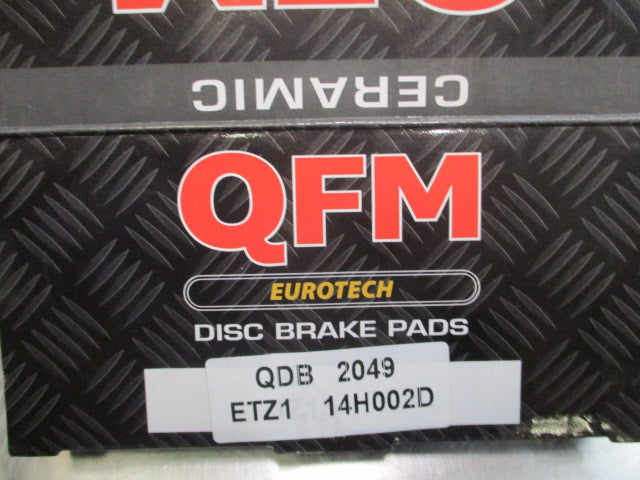 CERAMIC
QFM
EUROTECH
DISC BRAKE PADS
QDB 2049
ETZ1 14H002D